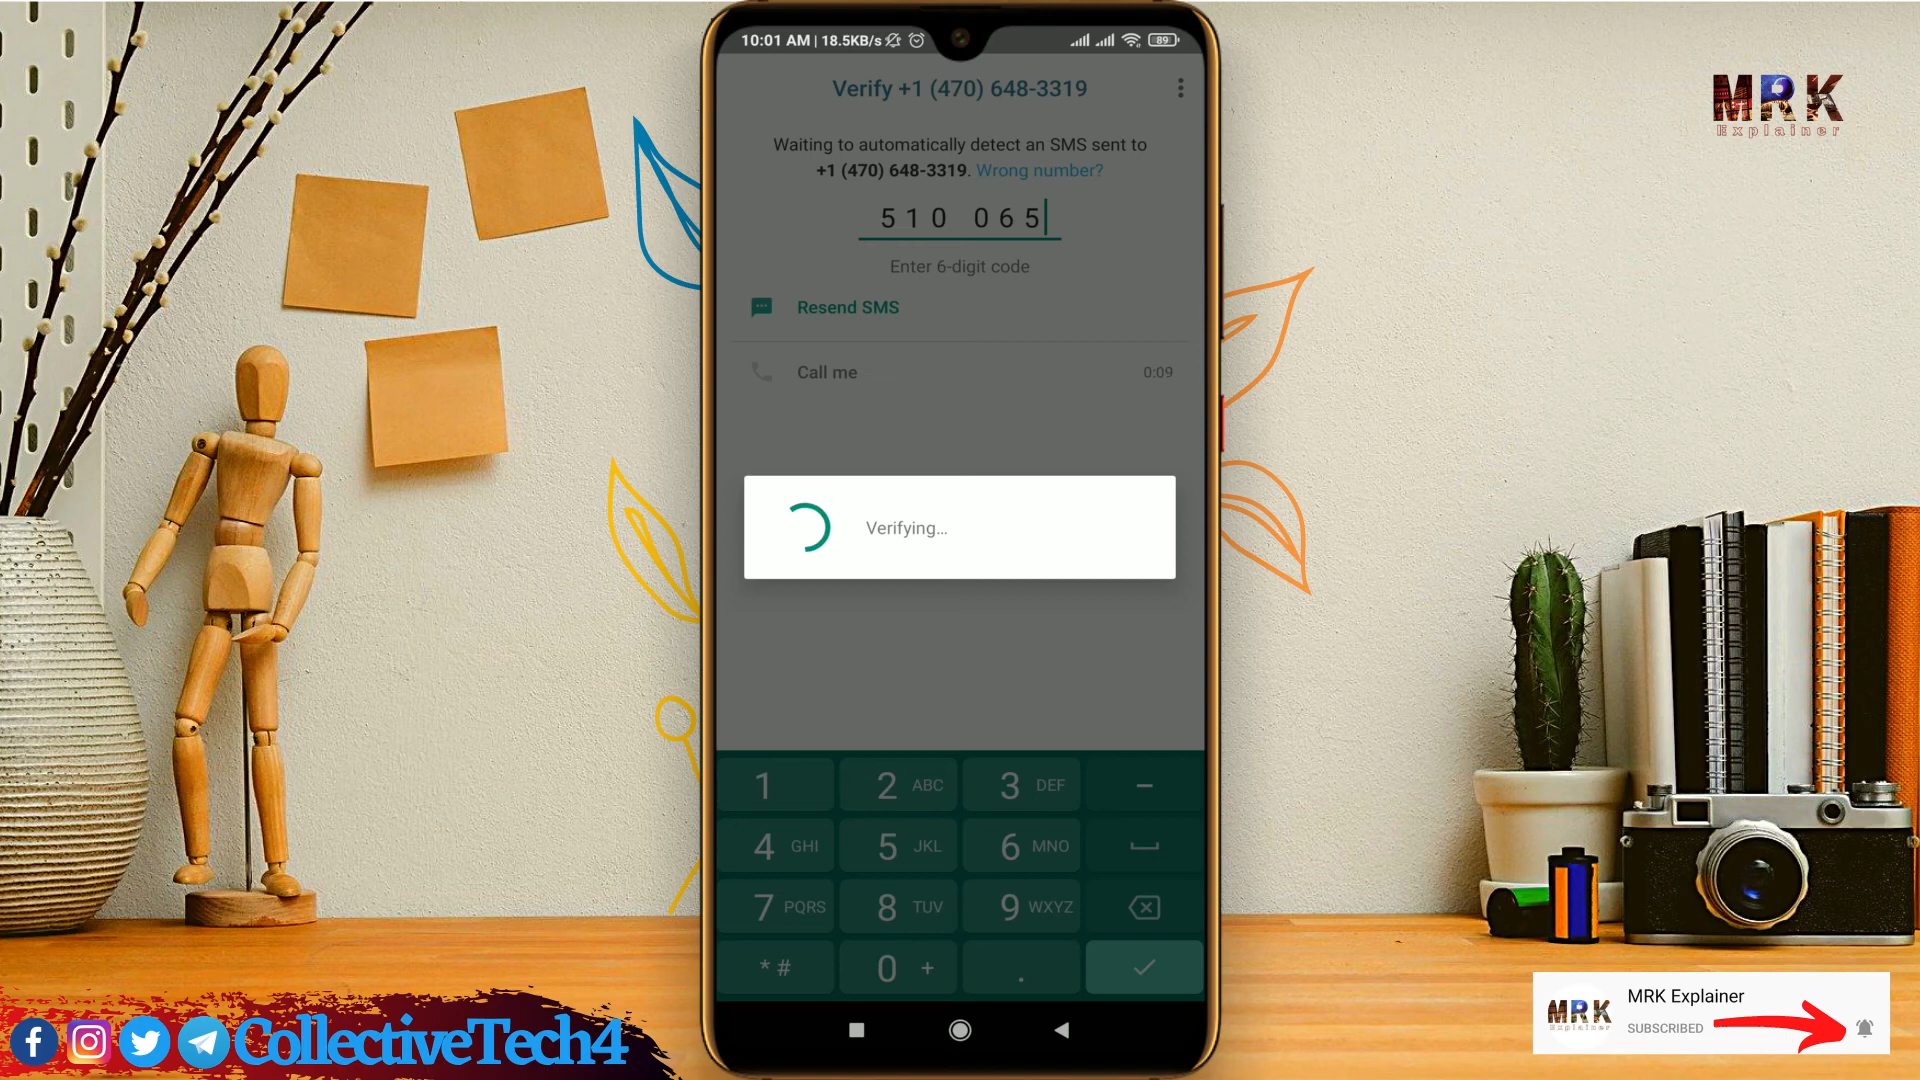 10:01 AM | 18.5KB/s
89
Verify +1 (470) 648-3319
Waiting to automatically detect an SMS sent to
+1 (470) 648-3319. Wrong number?
510 065
Enter 6-digit code
Resend SMS
Call me 0:09
Verifying...
1 2 ABC 3 DEF –
4 GHI 5 JKL 6 MNO
7 PQRS 8 TUV 9 WXYZ
* # 0 + .
MRK
Explainer
CollectiveTech4
MRK
Explainer
MRK Explainer
SUBSCRIBED